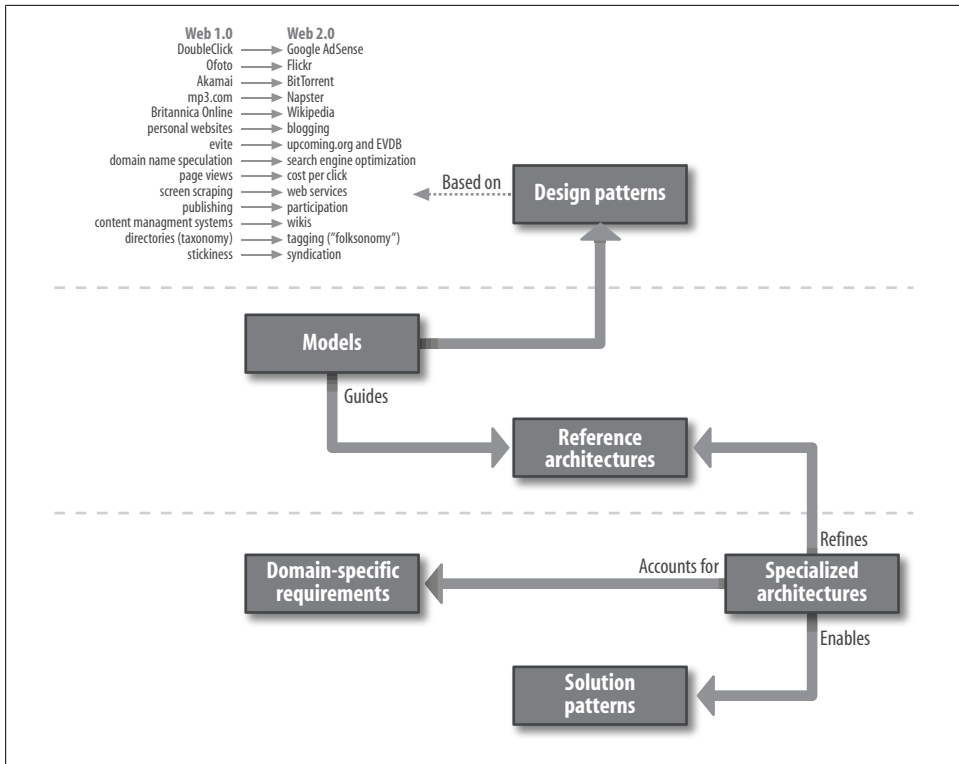 Web 1.0 Web 2.0
DoubleClick Google AdSense
Ofoto Flickr
Akamai BitTorrent
mp3.com Napster
Britannica Online Wikipedia
personal websites blogging
evite upcoming.org and EVDB
domain name speculation search engine optimization
page views cost per click
screen scraping web services
publishing participation
content managment systems wikis
directories (taxonomy) tagging ("folksonomy")
stickiness syndication
Based on
Design patterns
Models
Guides
Reference
architectures
Refines
Domain-specific
requirements
Accounts for
Specialized
architectures
Enables
Solution
patterns